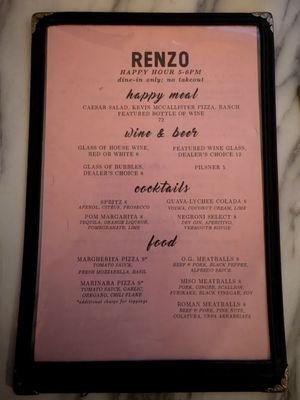 RENZO
HAPPY HOUR 5-6PM
dine-in only; no takeout
happy meal
CAESAR SALAD, KEVIN MCCALLISTER PIZZA, RANCH
FEATURED BOTTLE OF WINE
72
wine & beer
GLASS OF HOUSE WINE,
RED OR WHITE 8
FEATURED WINE GLASS,
DEALER'S CHOICE 12
GLASS OF BUBBLES,
DEALER'S CHOICE 8
PILSNER 5
cocktails
SPRITZ 8
APEROL, CITRUS, PROSECCO
GUAVA-LYCHEE COLADA 8
VODKA, COCONUT CREAM, LIME
POM MARGARITA 8
TEQUILA, ORANGE LIQUEUR,
POMEGRANATE, LIME
NEGRONI SELECT 8
DRY GIN, APERITIVO,
VERMOUTH ROUGE
food
MARGHERITA PIZZA 9*
TOMATO SAUCE,
FRESH MOZZARELLA, BASIL
O.G. MEATBALLS 8
BEEF & PORK, BLACK PEPPER,
ALFREDO SAUCE
MARINARA PIZZA 9*
TOMATO SAUCE, GARLIC,
OREGANO, CHILI FLAKE
*additional charge for toppings
MISO MEATBALLS 8
PORK, GINGER, SCALLION,
FURIKAKE, BLACK VINEGAR, SOY
ROMAN MEATBALLS 8
BEEF & PORK, PINE NUTS,
COLATURA, ARRABIATA